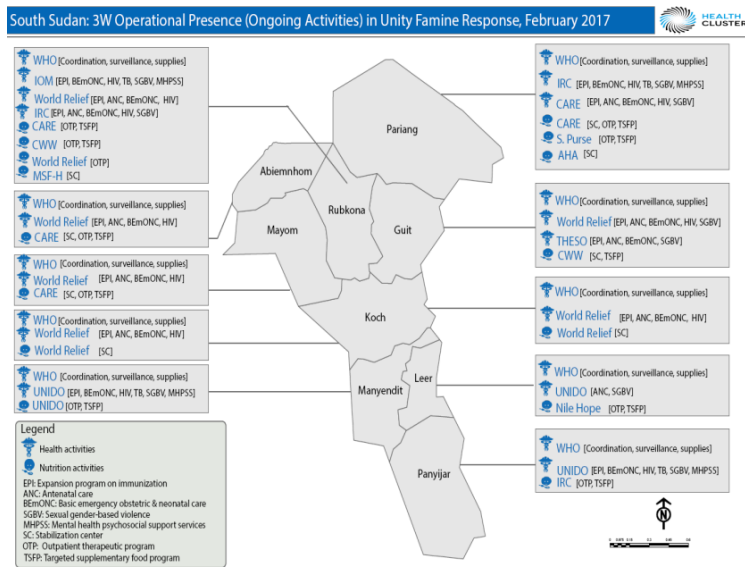 South Sudan: 3W Operational Presence (Ongoing Activities) in Unity Famine Response, February 2017
HEALTH
CLUSTER
WHO [Coordination, surveillance, supplies]
IOM [EPI, BEmONC, HIV, TB, SGBV, MHPSS]
World Relief [EPI, ANC, BEmONC, HIV]
IRC [EPI, ANC, BEmONC, HIV, SGBV]
CARE [OTP, TSFP]
CWW [OTP, TSFP]
World Relief [OTP]
MSF-H [SC]
WHO [Coordination, surveillance, supplies]
World Relief [EPI, ANC, BEmONC, HIV]
CARE [SC, OTP, TSFP]
WHO [Coordination, surveillance, supplies]
World Relief [EPI, ANC, BEmONC, HIV]
CARE [SC, OTP, TSFP]
WHO [Coordination, surveillance, supplies]
World Relief [EPI, ANC, BEmONC, HIV]
World Relief [SC]
WHO [Coordination, surveillance, supplies]
UNIDO [EPI, BEmONC, HIV, TB, SGBV, MHPSS]
UNIDO [OTP, TSFP]
Pariang
Abiemnhom
Rubkona
Mayom
Guit
Koch
Leer
Manyendit
Panyijar
WHO [Coordination, surveillance, supplies]
IRC [EPI, BEmONC, HIV, TB, SGBV, MHPSS]
CARE [EPI, ANC, BEmONC, HIV, SGBV]
CARE [SC, OTP, TSFP]
S. Purse [OTP, TSFP]
AHA [SC]
WHO [Coordination, surveillance, supplies]
World Relief [EPI, ANC, BEmONC, HIV, SGBV]
THESO [EPI, ANC, BEmONC, SGBV]
CWW [SC, TSFP]
WHO [Coordination, surveillance, supplies]
World Relief [EPI, ANC, BEmONC, HIV]
World Relief [SC]
WHO [Coordination, surveillance, supplies]
UNIDO [ANC, SGBV]
Nile Hope [OTP, TSFP]
WHO [Coordination, surveillance, supplies]
UNIDO [EPI, BEmONC, HIV, TB, SGBV, MHPSS]
IRC [OTP, TSFP]
Legend
Health activities
Nutrition activities
EPI: Expansion program on immunization
ANC: Antenatal care
BEmONC: Basic emergency obstetric & neonatal care
SGBV: Sexual gender-based violence
MHPSS: Mental health psychosocial support services
SC: Stabilization center
OTP: Outpatient therapeutic program
TSFP: Targeted supplementary food program
N